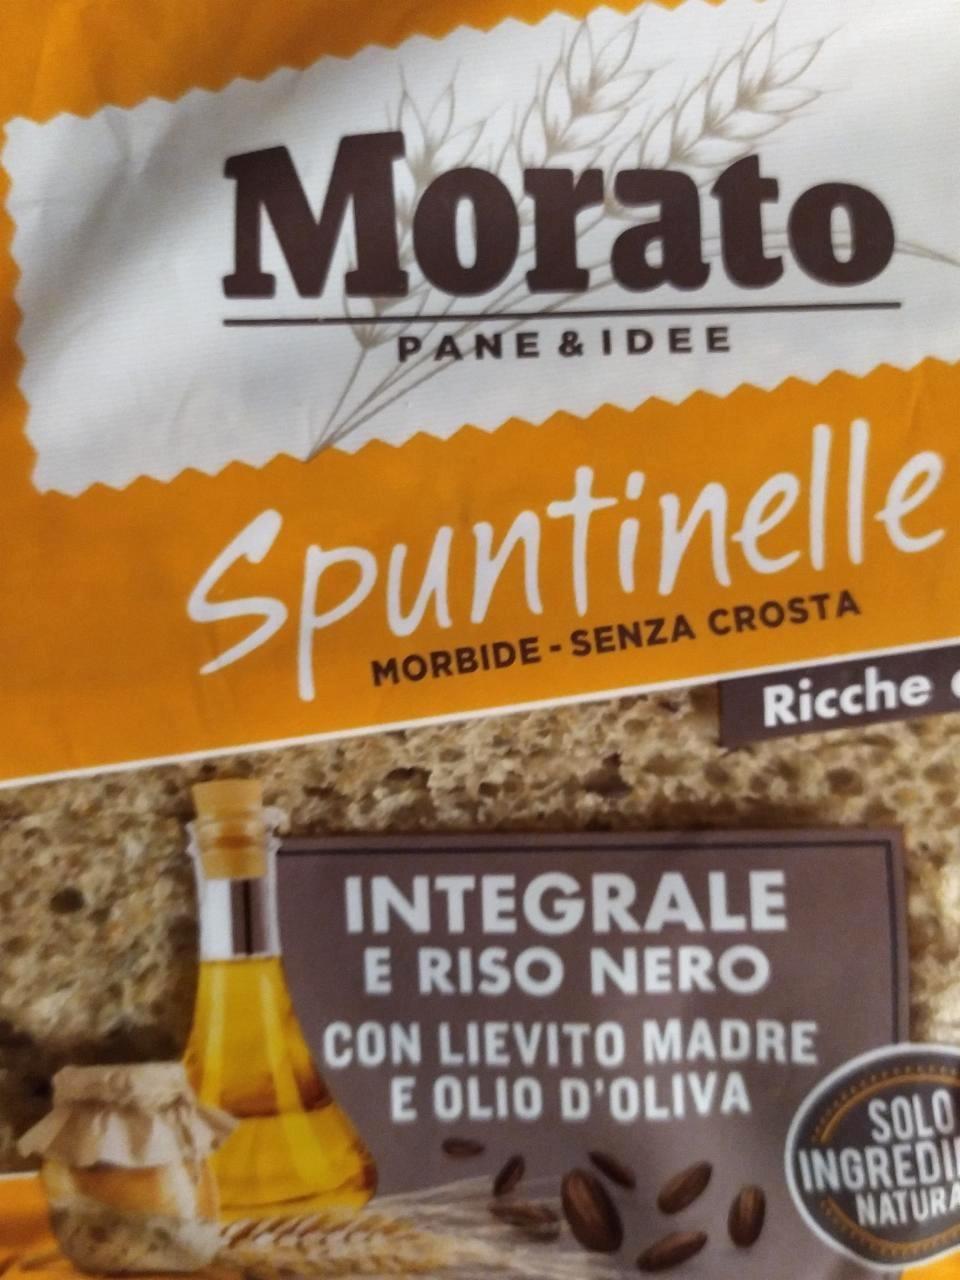 Morato
PANE & IDEE
Spuntinelle
MORBIDE - SENZA CROSTA
Ricche
INTEGRALE
E RISO NERO
CON LIEVITO MADRE
E OLIO D'OLIVA
SOLO